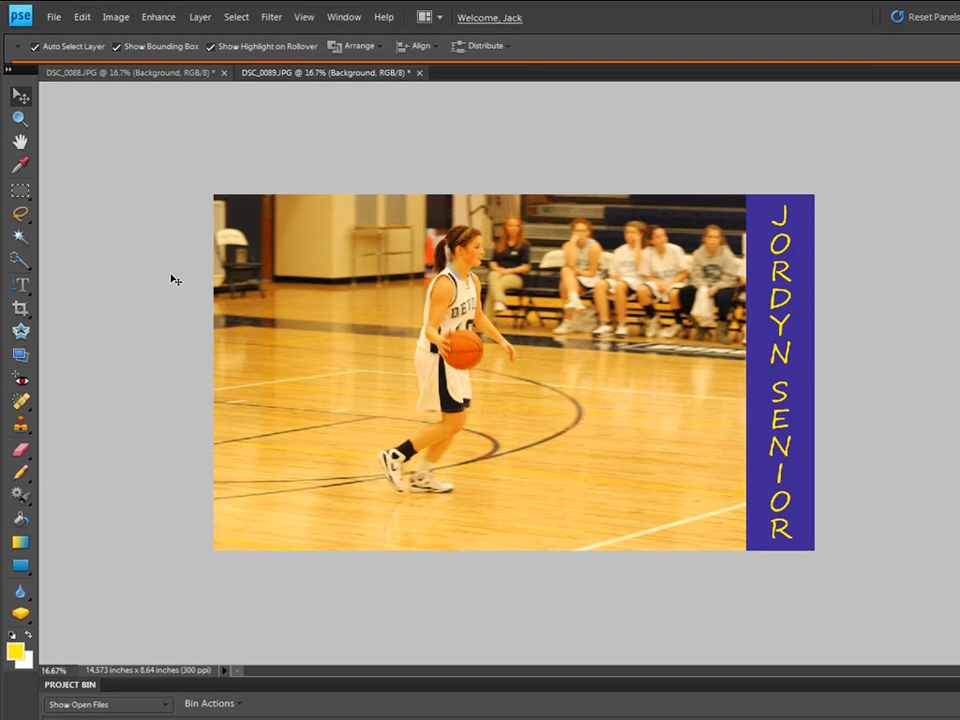 pse File Edit Image Enhance Layer Select Filter View Window Help Welcome, Jack Reset Panels
Auto Select Layer Show Bounding Box Show Highlight on Rollover Arrange Align Distribute
DSC_0088.JPG @ 16.7% (Background, RGB/8) * × DSC_0089.JPG @ 16.7% (Background, RGB/8) * ×
JORDYN SENIOR
DEVIL
T
16.67% 14.573 inches x 8.64 inches (300 ppi)
PROJECT BIN
Show Open Files Bin Actions